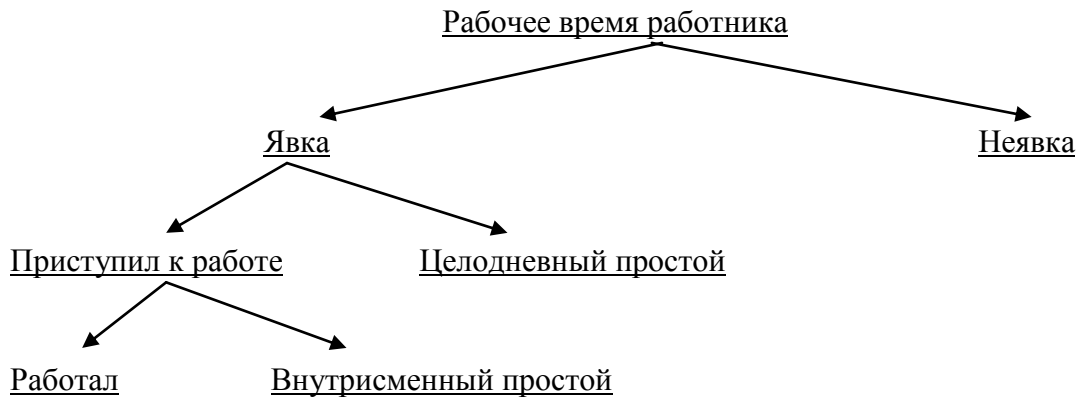 Рабочее время работника
Явка Неявка
Приступил к работе Целодневный простой
Работал Внутрисменный простой